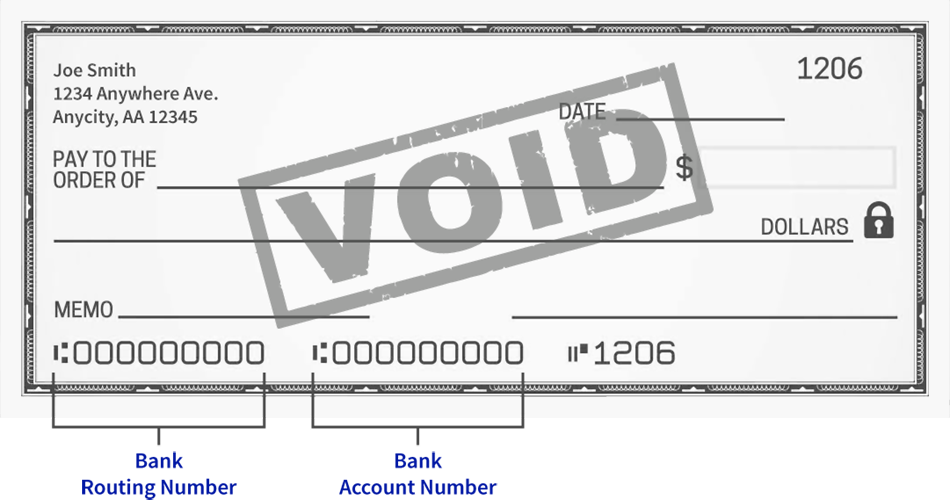 Joe Smith
1206
1234 Anywhere Ave.
Anycity, AA 12345
DATE
VOID
PAY TO THE
ORDER OF
$
DOLLARS
MEMO
⑆000000000 ⑆000000000 ⑈1206
Bank
Routing Number
Bank
Account Number